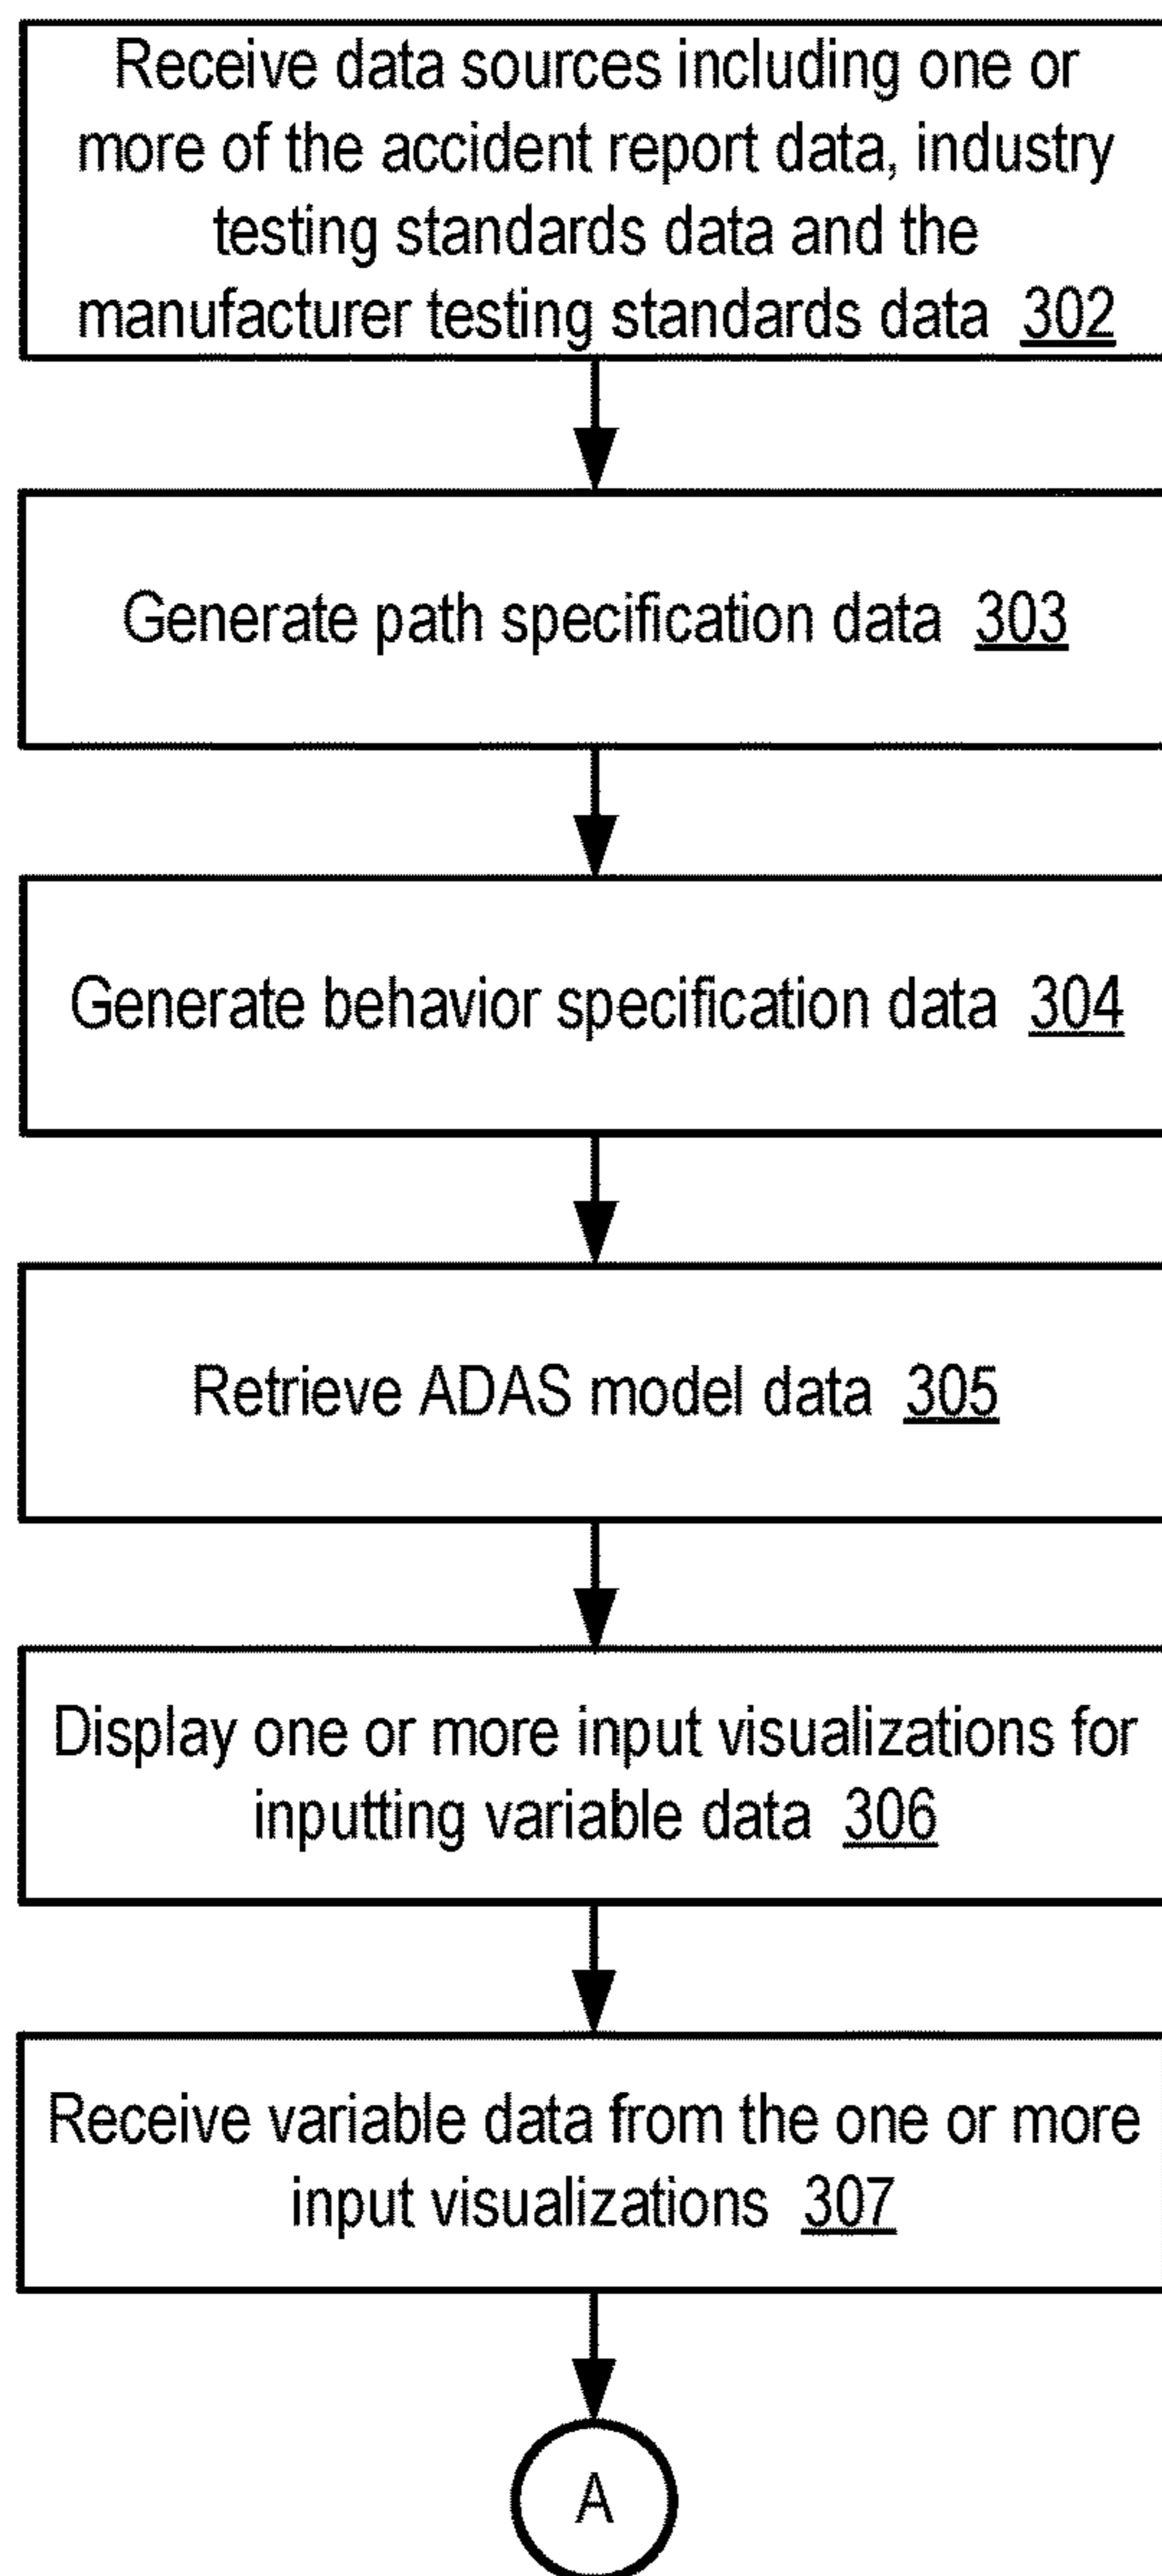 Receive data sources including one or
more of the accident report data, industry
testing standards data and the
manufacturer testing standards data 302
Generate path specification data 303
Generate behavior specification data 304
Retrieve ADAS model data 305
Display one or more input visualizations for
inputting variable data 306
Receive variable data from the one or more
input visualizations 307
A